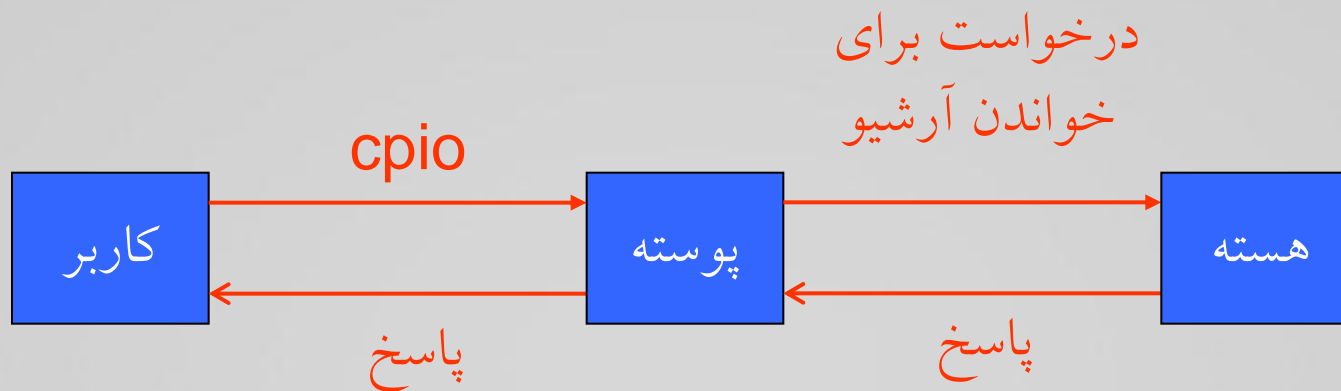 درخواست برای
خواندن آرشیو
cpio
کاربر
پوسته
هسته
پاسخ
پاسخ